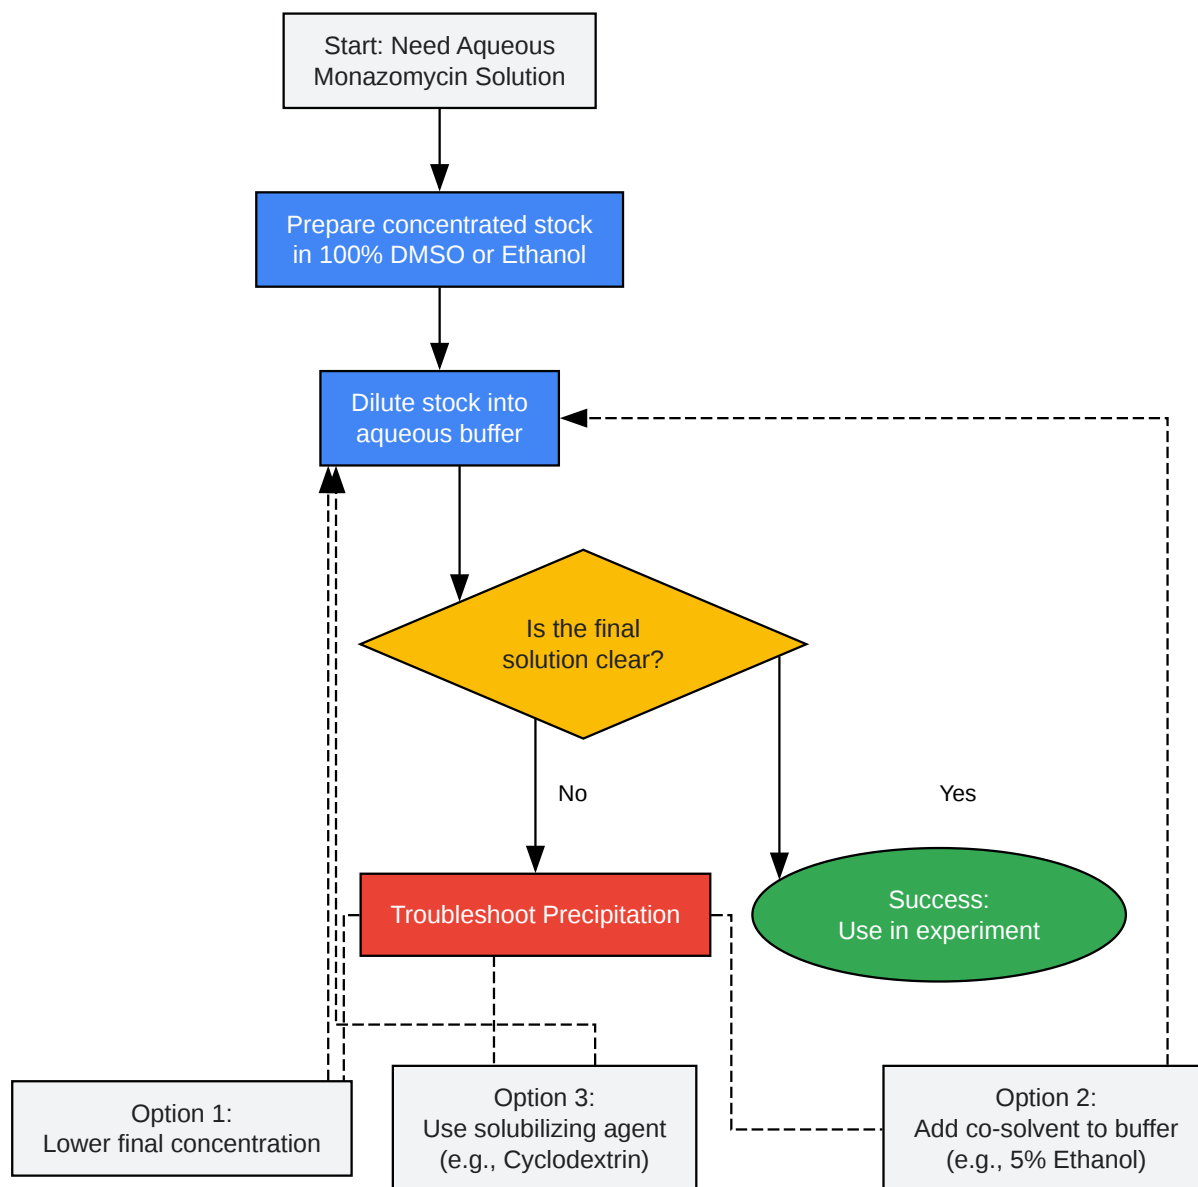 Start: Need Aqueous
Monazomycin Solution
Prepare concentrated stock
in 100% DMSO or Ethanol
Dilute stock into
aqueous buffer
Is the final
solution clear?
No
Yes
Troubleshoot Precipitation
Success:
Use in experiment
Option 1:
Lower final concentration
Option 3:
Use solubilizing agent
(e.g., Cyclodextrin)
Option 2:
Add co-solvent to buffer
(e.g., 5% Ethanol)